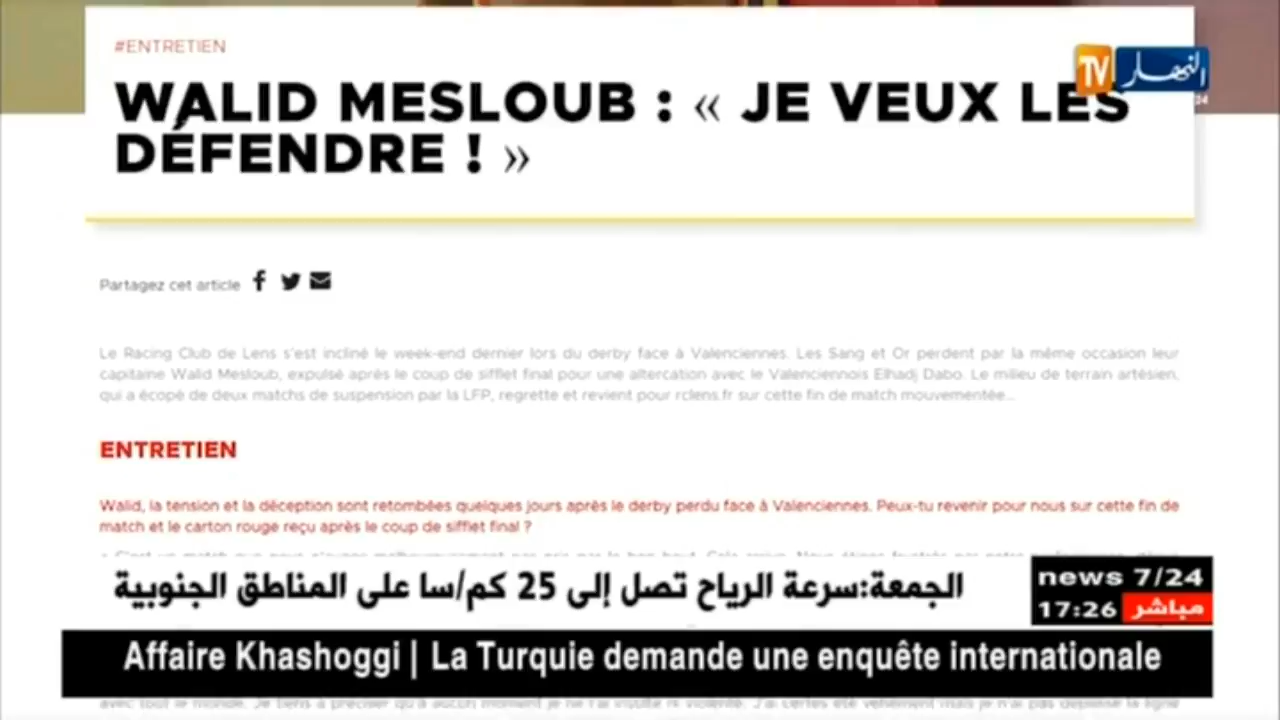 #ENTRETIEN
WALID MESLOUB : « JE VEUX LES
DÉFENDRE ! »
TV النهار
24
Partagez cet article
Le Racing Club de Lens s'est incliné le week-end dernier lors du derby face à Valenciennes. Les Sang et Or perdent par la même occasion leur
capitaine Walid Mesloub, expulsé après le coup de sifflet final pour une altercation avec le Valenciennois Elhadj Dabo. Le milieu de terrain artésien,
qui a écopé de deux matchs de suspension par la LFP, regrette et revient pour rclens.fr sur cette fin de match mouvementée...
ENTRETIEN
Walid, la tension et la déception sont retombées quelques jours après le derby perdu face à Valenciennes. Peux-tu revenir pour nous sur cette fin de
match et le carton rouge reçu après le coup de sifflet final ?
الجمعة:سرعة الرياح تصل إلى 25 كم/سا على المناطق الجنوبية
news 7/24
17:26 مباشر
Affaire Khashoggi | La Turquie demande une enquête internationale